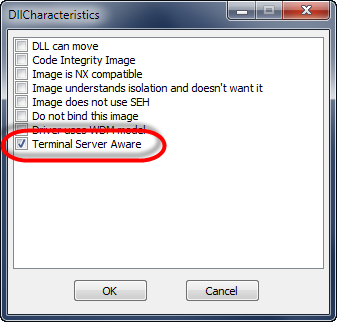 DllCharacteristics
DLL can move
Code Integrity Image
Image is NX compatible
Image understands isolation and doesn't want it
Image does not use SEH
Do not bind this image
Driver uses WDM model
Terminal Server Aware
OK
Cancel